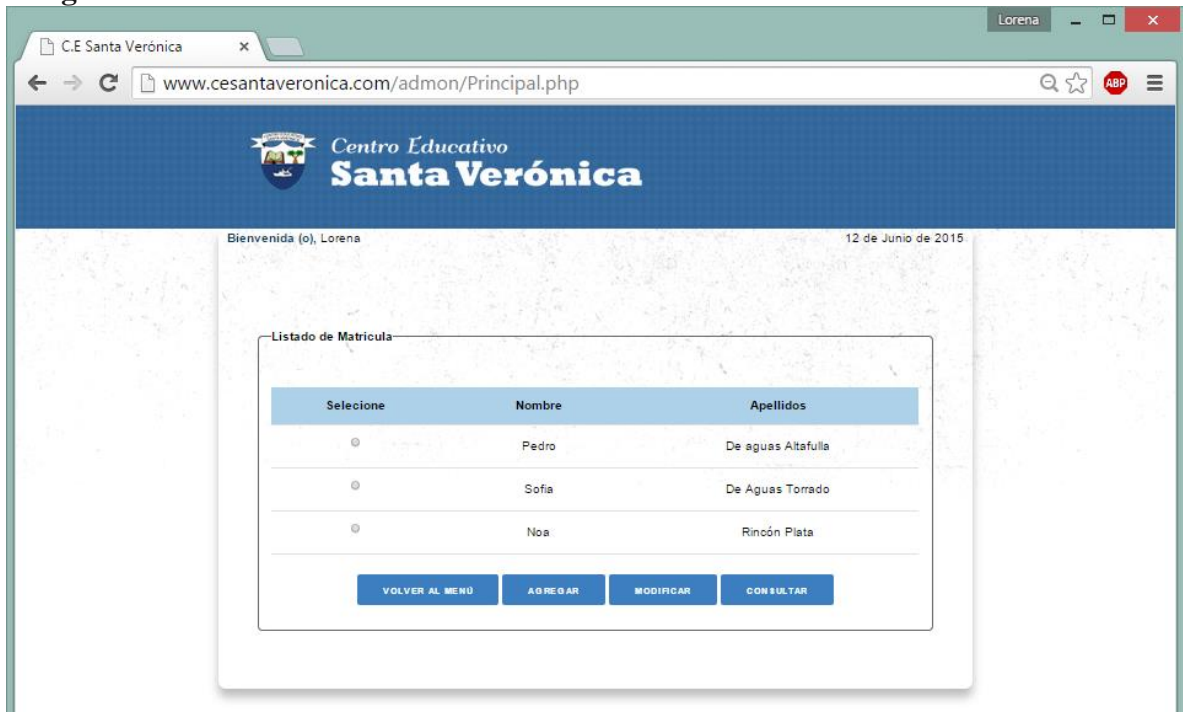 Lorena
C.E Santa Verónica
www.cesantaveronica.com/admon/Principal.php
ABP
Centro Educativo
Santa Verónica
Bienvenida (o), Lorena 12 de Junio de 2015
Listado de Matricula
Selecione Nombre Apellidos
Pedro De aguas Altafulla
Sofia De Aguas Torrado
Noa Rincón Plata
VOLVER AL MENÚ AGREGAR MODIFICAR CONSULTAR